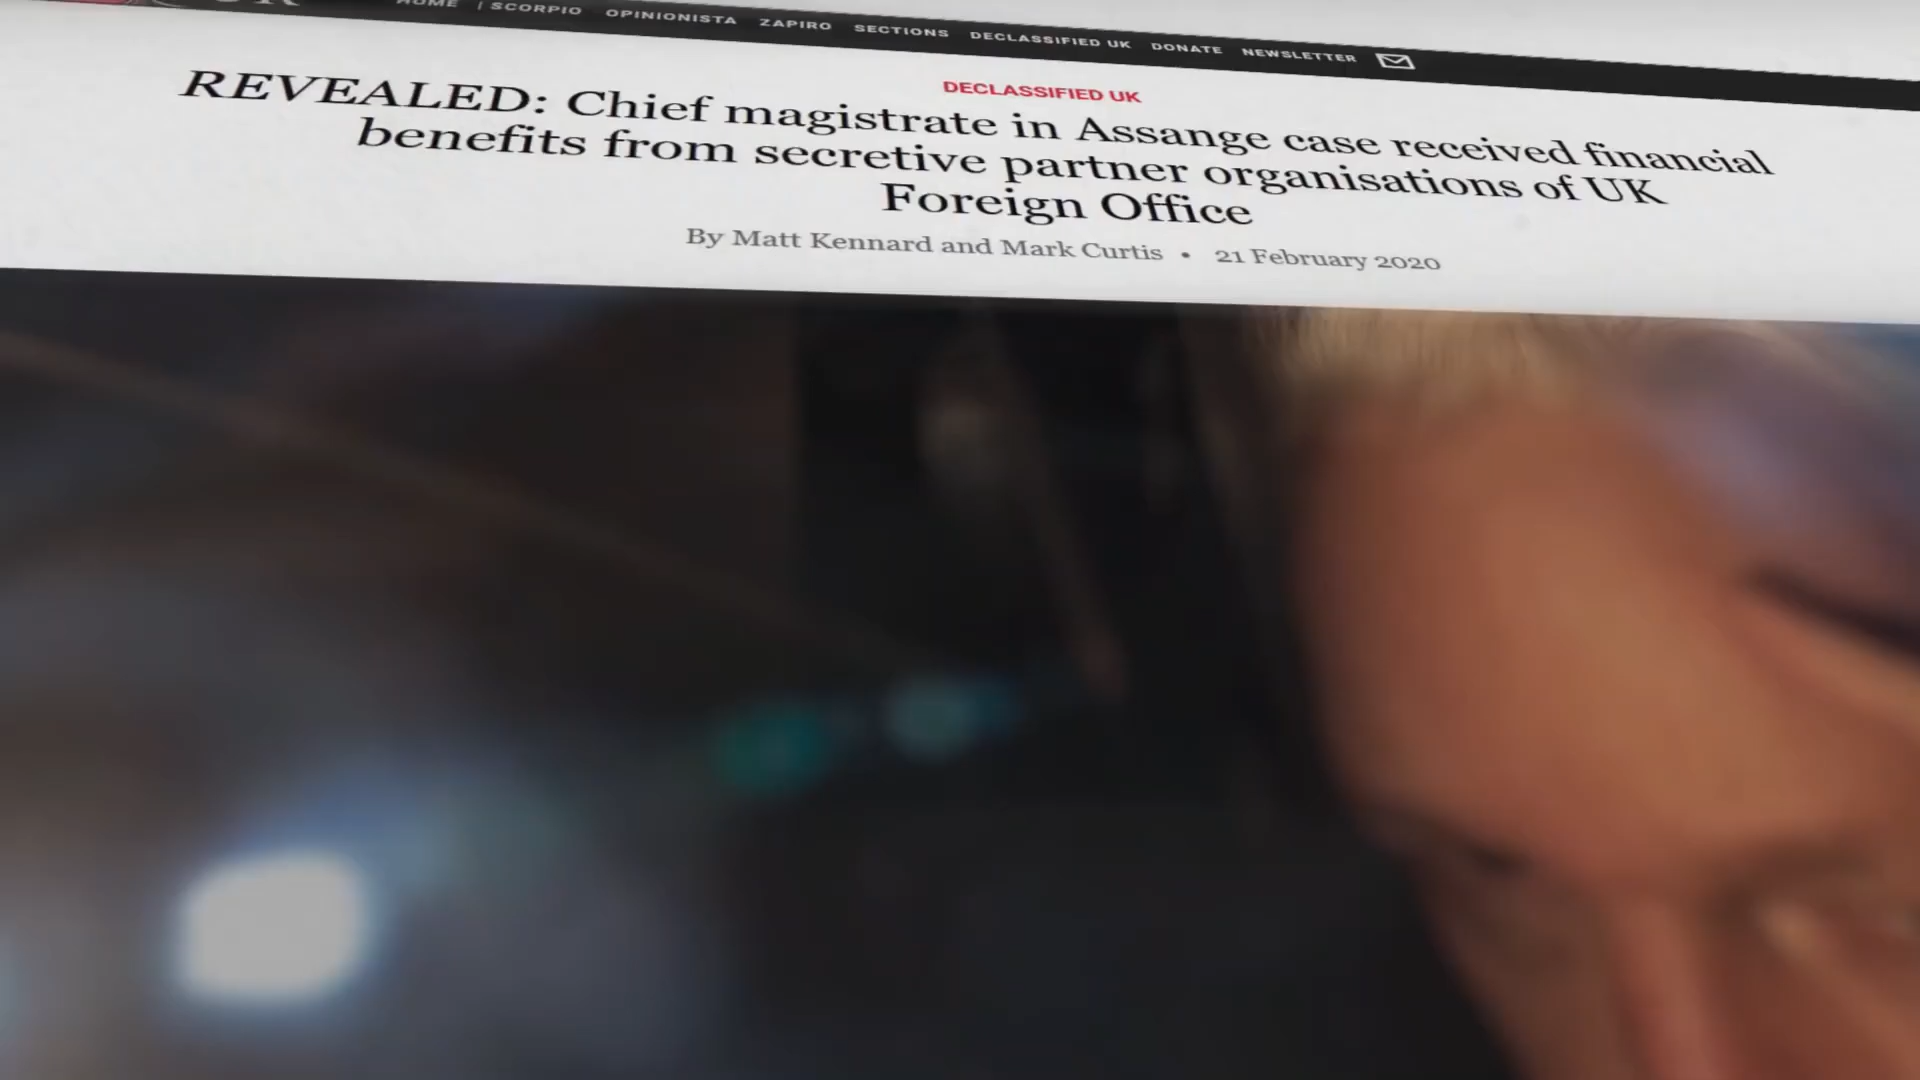 HOME | SCORPIO OPINIONISTA ZAPIRO SECTIONS DECLASSIFIED UK DONATE NEWSLETTER
DECLASSIFIED UK
REVEALED: Chief magistrate in Assange case received financial
benefits from secretive partner organisations of UK
Foreign Office
By Matt Kennard and Mark Curtis • 21 February 2020